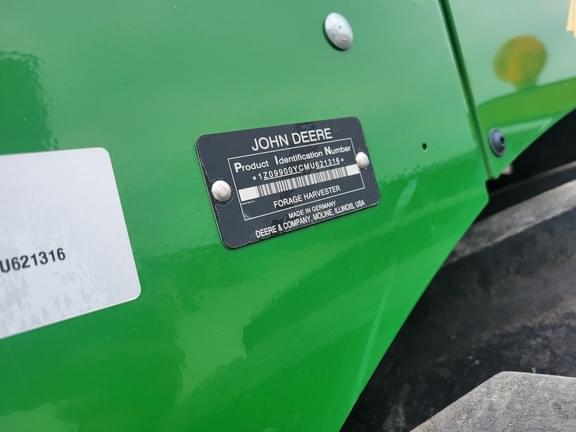 JOHN DEERE
Product Identification Number
*1Z09900YCMU621316*
FORAGE HARVESTER
MADE IN GERMANY
DEERE & COMPANY, MOLINE, ILLINOIS, USA
U621316